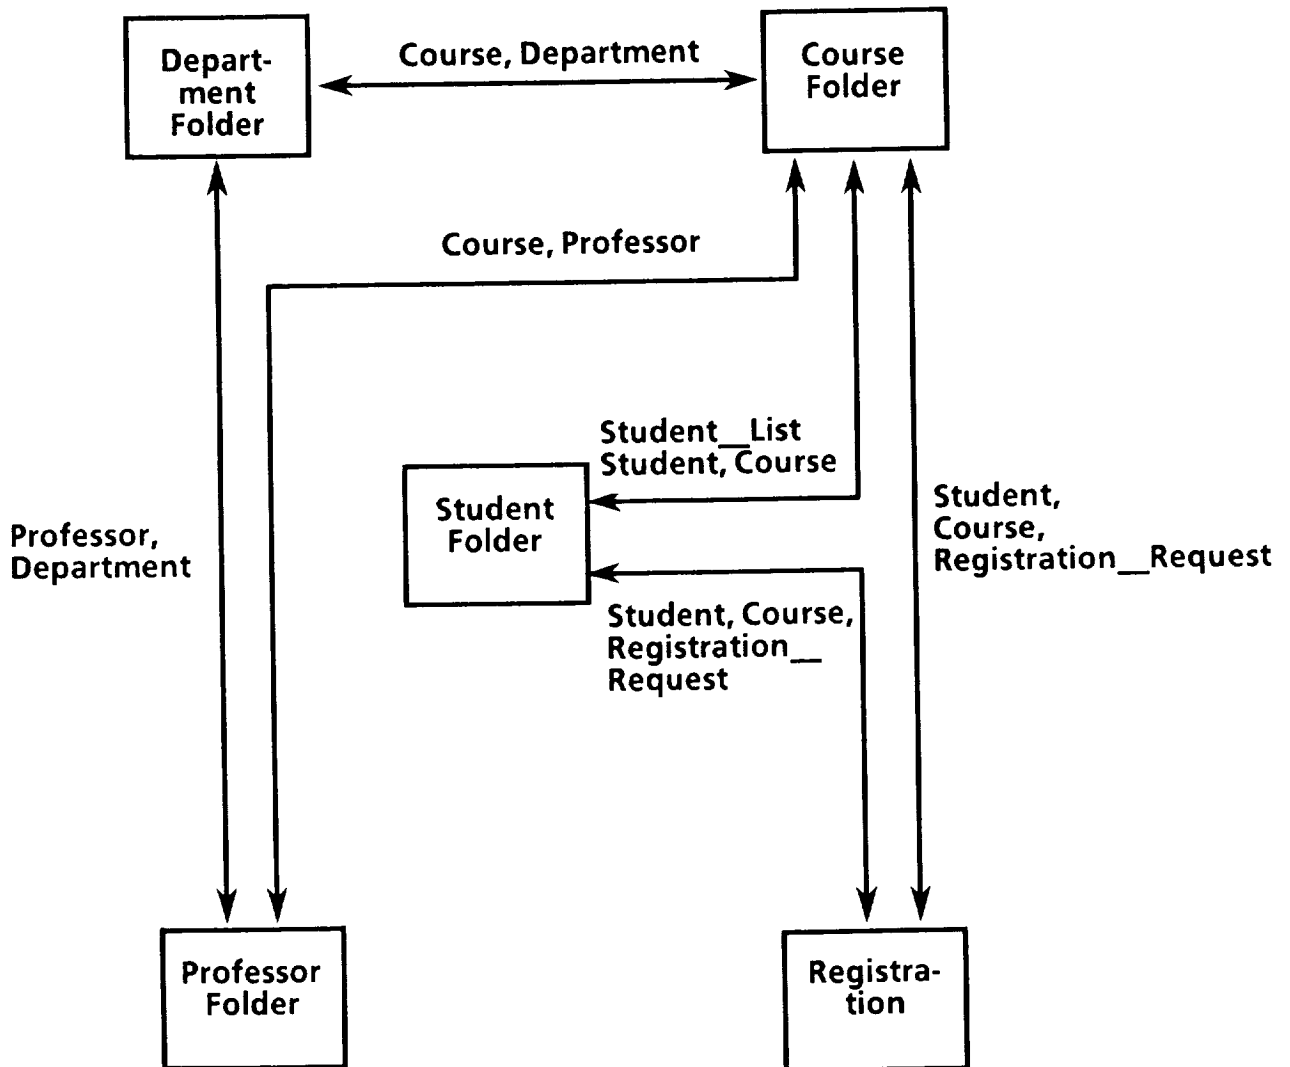 Depart-
ment
Folder
Course, Department
Course
Folder
Course, Professor
Student__List
Student, Course
Student
Folder
Student,
Course,
Registration__Request
Professor,
Department
Student, Course,
Registration__
Request
Professor
Folder
Registra-
tion